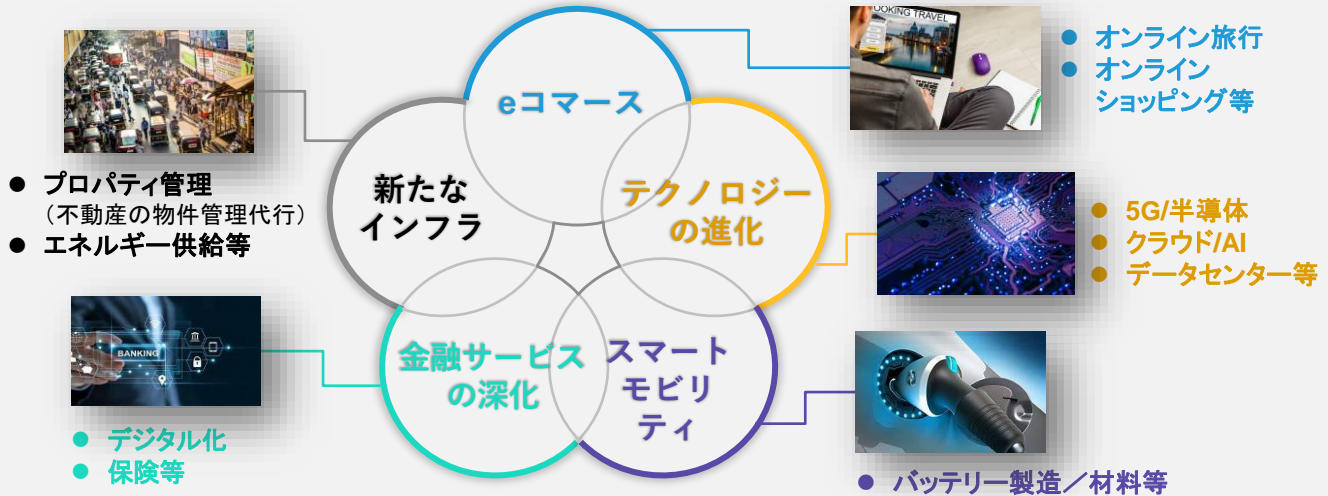 eコマース
新たな
インフラ
テクノロジー
の進化
金融サービス
の深化
スマート
モビリ
ティ
● プロパティ管理
（不動産の物件管理代行）
● エネルギー供給等
BANKING
● デジタル化
● 保険等
OOKING TRAVEL
● オンライン旅行
● オンライン
ショッピング等
● 5G/半導体
● クラウド/AI
● データセンター等
● バッテリー製造／材料等